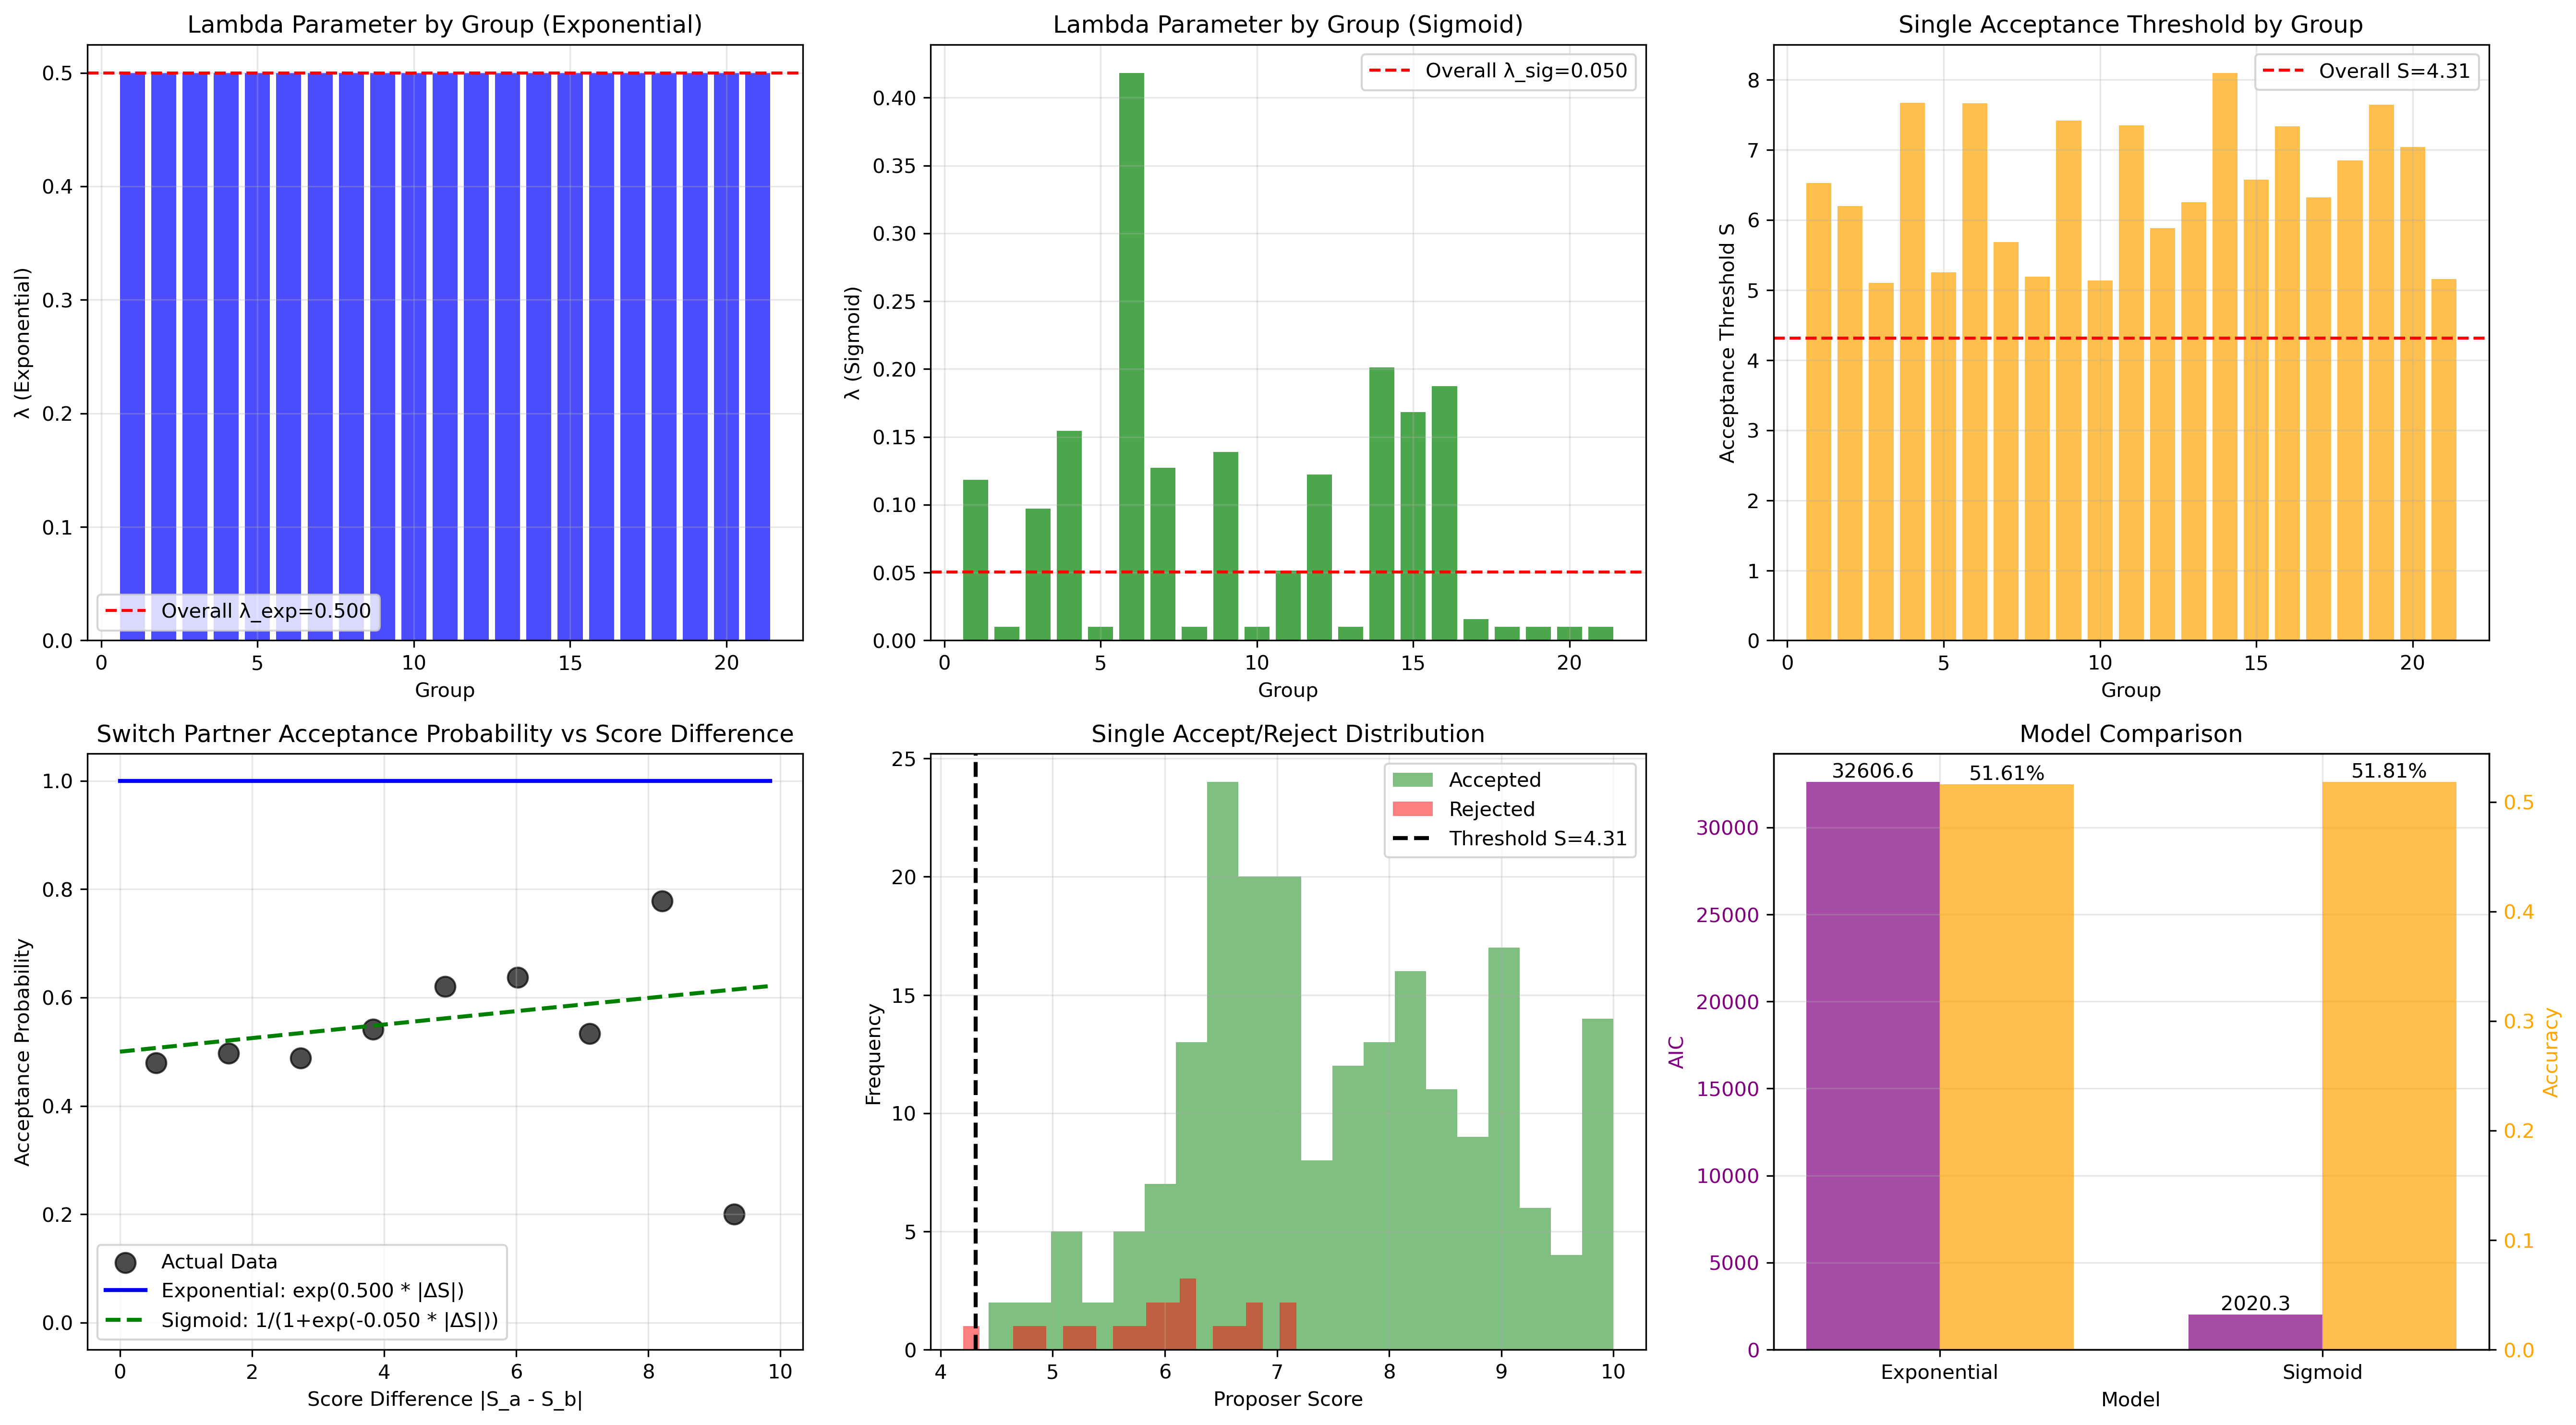 Lambda Parameter by Group (Exponential)
λ (Exponential)
0.5
0.4
0.3
0.2
0.1
0.0
Overall λ_exp=0.500
0 5 10 15 20
Group
Lambda Parameter by Group (Sigmoid)
λ (Sigmoid)
0.40
0.35
0.30
0.25
0.20
0.15
0.10
0.05
0.00
Overall λ_sig=0.050
0 5 10 15 20
Group
Single Acceptance Threshold by Group
Acceptance Threshold S
8
7
6
5
4
3
2
1
0
Overall S=4.31
0 5 10 15 20
Group
Switch Partner Acceptance Probability vs Score Difference
Acceptance Probability
1.0
0.8
0.6
0.4
0.2
0.0
Actual Data
Exponential: exp(0.500 * |ΔS|)
Sigmoid: 1/(1+exp(-0.050 * |ΔS|))
0 2 4 6 8 10
Score Difference |S_a - S_b|
Single Accept/Reject Distribution
Frequency
25
20
15
10
5
0
Accepted
Rejected
Threshold S=4.31
4 5 6 7 8 9 10
Proposer Score
Model Comparison
AIC
30000
25000
20000
15000
10000
5000
0
32606.6 51.61% 51.81%
2020.3
0.5
0.4
0.3
0.2
0.1
0.0
Accuracy
Exponential Sigmoid
Model